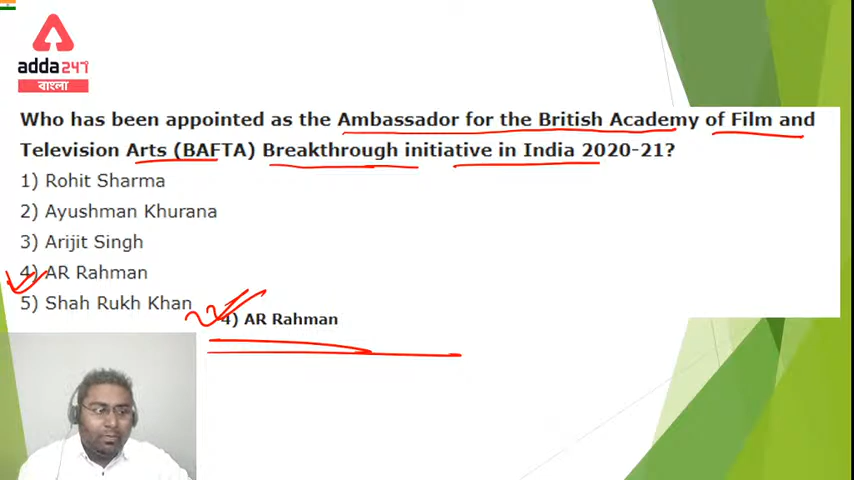 adda247
বাংলা
Who has been appointed as the Ambassador for the British Academy of Film and
Television Arts (BAFTA) Breakthrough initiative in India 2020-21?
1) Rohit Sharma
2) Ayushman Khurana
3) Arijit Singh
4) AR Rahman
5) Shah Rukh Khan
4) AR Rahman